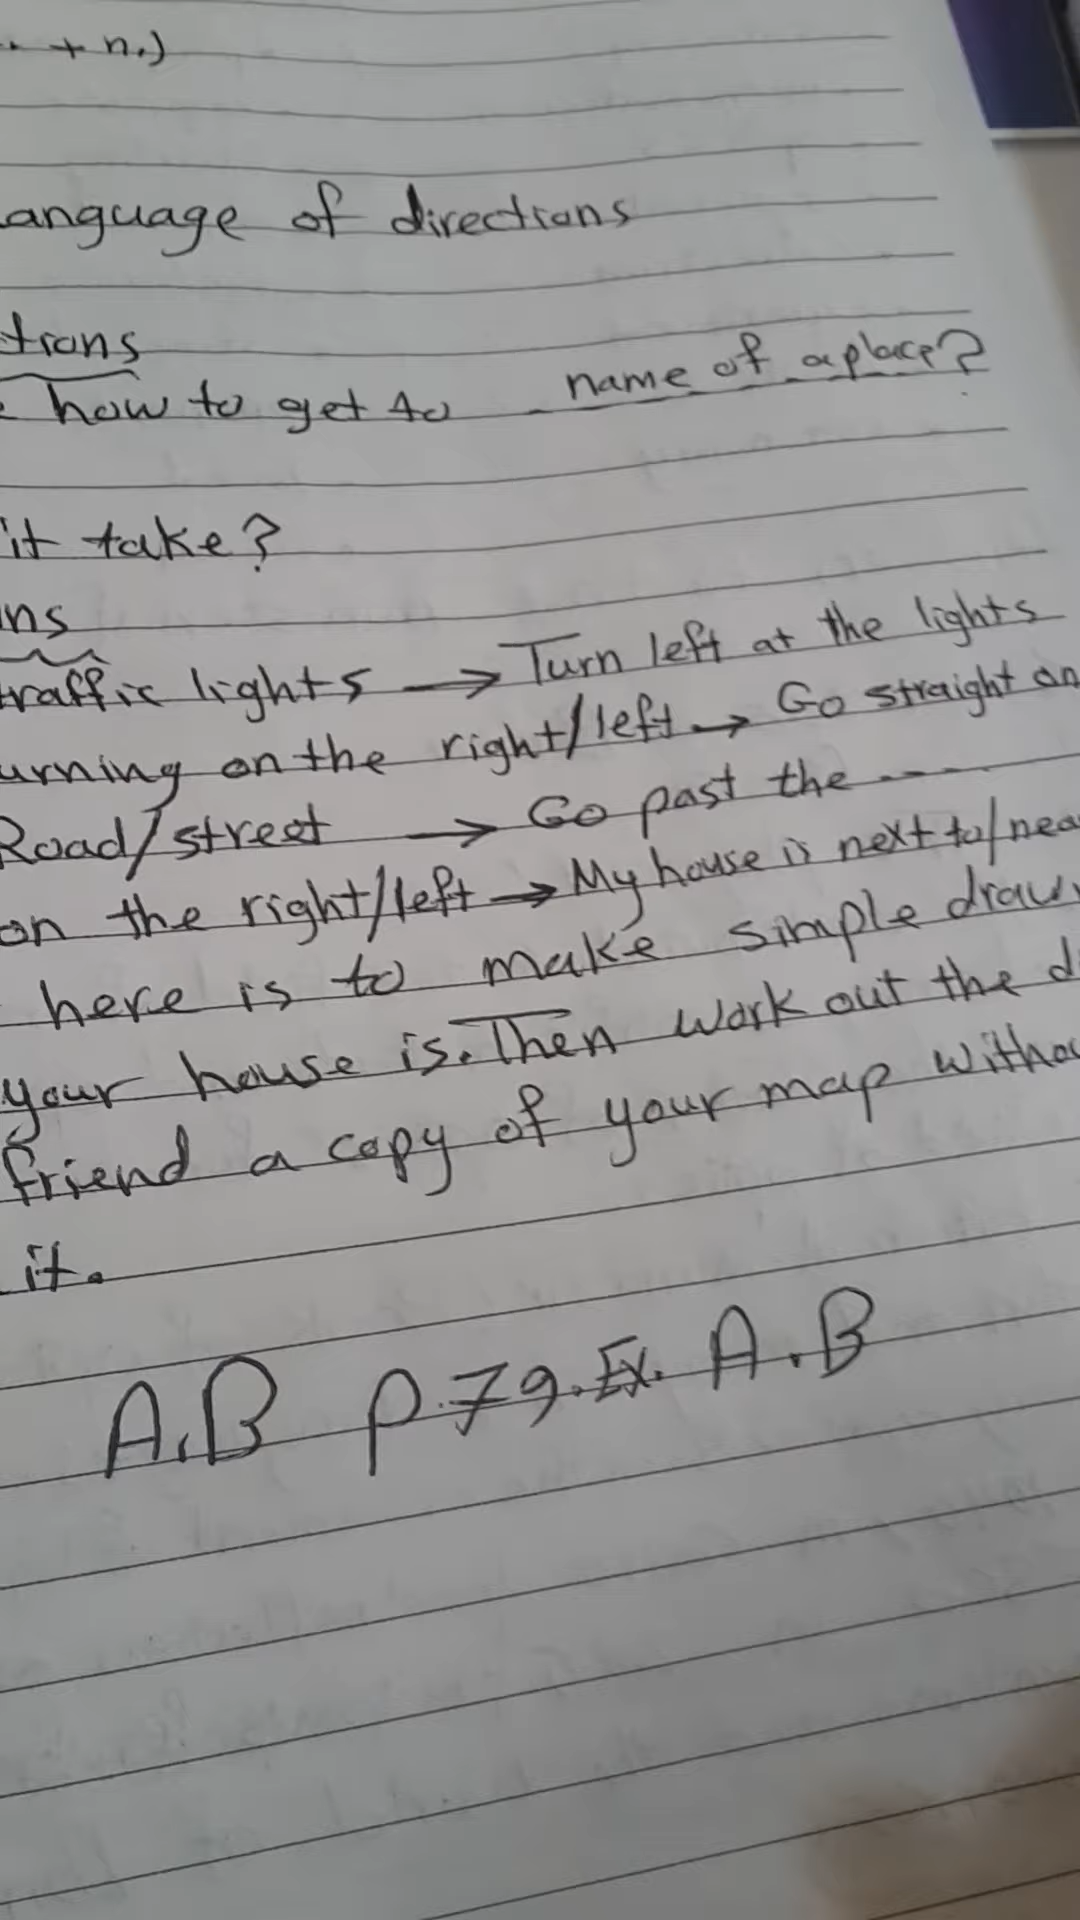 + n.)
anguage of directions
tions
how to get to name of a place?
it take?
ns
traffic lights → Turn left at the lights
urning on the right/left → Go straight on
Road/street → Go past the ----
on the right/left → My house is next to/near
here is to make simple draw
your house is. Then work out the d
friend a copy of your map withou
it.
A.B p.79.Ex. A.B